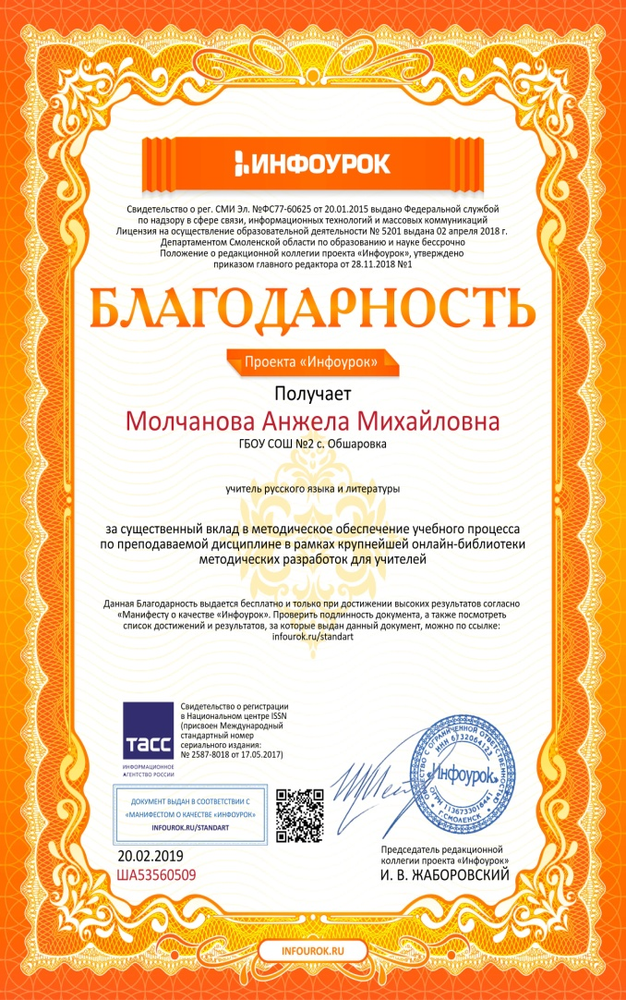 ИНФОУРОК
Свидетельство о рег. СМИ Эл. №ФС77-60625 от 20.01.2015 выдано Федеральной службой
по надзору в сфере связи, информационных технологий и массовых коммуникаций
Лицензия на осуществление образовательной деятельности № 5201 выдана 02 апреля 2018 г.
Департаментом Смоленской области по образованию и науке бессрочно
Положение о редакционной коллегии проекта «Инфоурок», утверждено
приказом главного редактора от 28.11.2018 №1
БЛАГОДАРНОСТЬ
Проекта «Инфоурок»
Получает
Молчанова Анжела Михайловна
ГБОУ СОШ №2 с. Обшаровка
учитель русского языка и литературы
за существенный вклад в методическое обеспечение учебного процесса
по преподаваемой дисциплине в рамках крупнейшей онлайн-библиотеки
методических разработок для учителей
Данная Благодарность выдается бесплатно и только при достижении высоких результатов согласно
«Манифесту о качестве «Инфоурок». Проверить подлинность документа, а также посмотреть
список достижений и результатов, за которые выдан данный документ, можно по ссылке:
infourok.ru/standart
ТАСС
ИНФОРМАЦИОННОЕ
АГЕНТСТВО РОССИИ
Свидетельство о регистрации
в Национальном центре ISSN
(присвоен Международный
стандартный номер
сериального издания:
№ 2587-8018 от 17.05.2017)
ДОКУМЕНТ ВЫДАН В СООТВЕТСТВИИ С
«МАНИФЕСТОМ О КАЧЕСТВЕ «ИНФОУРОК»
INFOUROK.RU/STANDART
20.02.2019
ША53560509
ОБЩЕСТВО С ОГРАНИЧЕННОЙ ОТВЕТСТВЕННОСТЬЮ
ИНН 6732064123
«Инфоурок»
ОГРН 1136733016441
Г.СМОЛЕНСК
Председатель редакционной
коллегии проекта «Инфоурок»
И. В. ЖАБОРОВСКИЙ
INFOUROK.RU